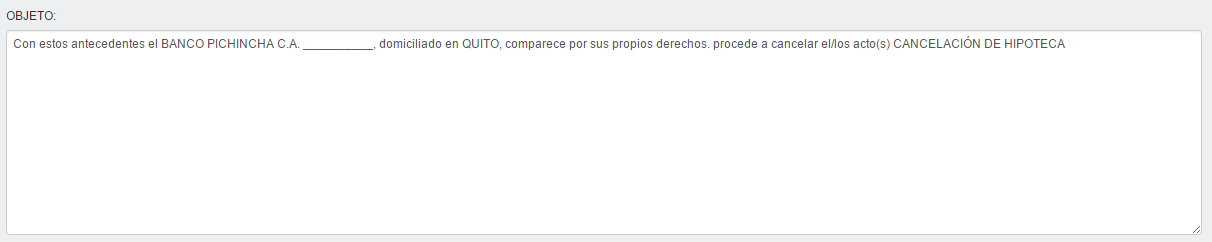 OBJETO:
Con estos antecedentes el BANCO PICHINCHA C.A. __________, domiciliado en QUITO, comparece por sus propios derechos. procede a cancelar el/los acto(s) CANCELACIÓN DE HIPOTECA